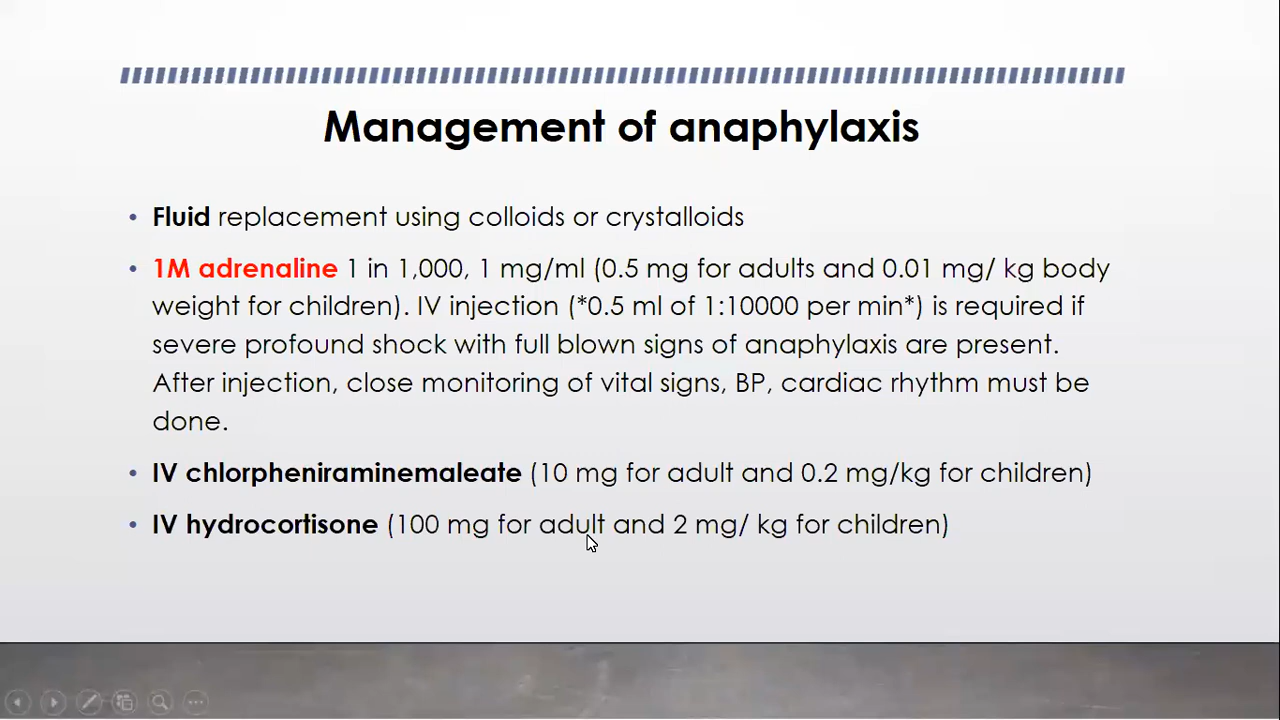 Management of anaphylaxis
• Fluid replacement using colloids or crystalloids
• 1M adrenaline 1 in 1,000, 1 mg/ml (0.5 mg for adults and 0.01 mg/ kg body
weight for children). IV injection (*0.5 ml of 1:10000 per min*) is required if
severe profound shock with full blown signs of anaphylaxis are present.
After injection, close monitoring of vital signs, BP, cardiac rhythm must be
done.
• IV chlorpheniraminemaleate (10 mg for adult and 0.2 mg/kg for children)
• IV hydrocortisone (100 mg for adult and 2 mg/ kg for children)